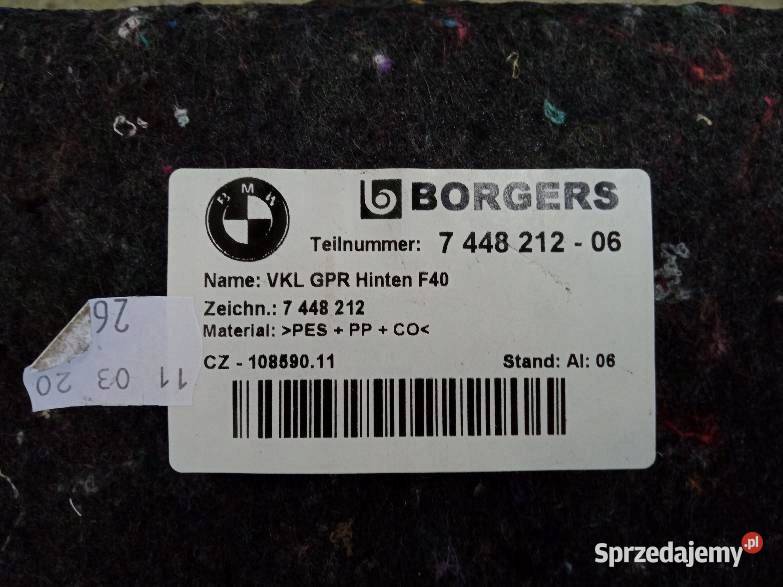 BMW
BORGERS
Teilnummer: 7 448 212 - 06
Name: VKL GPR Hinten F40
Zeichn.: 7 448 212
Material: >PES + PP + CO<
CZ - 108590.11 Stand: AI: 06
26
11 03 20
Sprzedajemy.pl